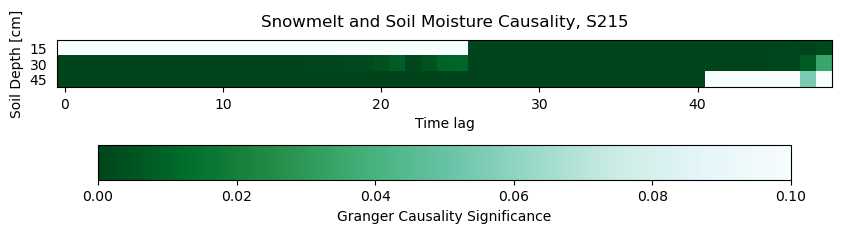 Snowmelt and Soil Moisture Causality, S215
Soil Depth [cm]
15
30
45
0 10 20 30 40
Time lag
0.00 0.02 0.04 0.06 0.08 0.10
Granger Causality Significance